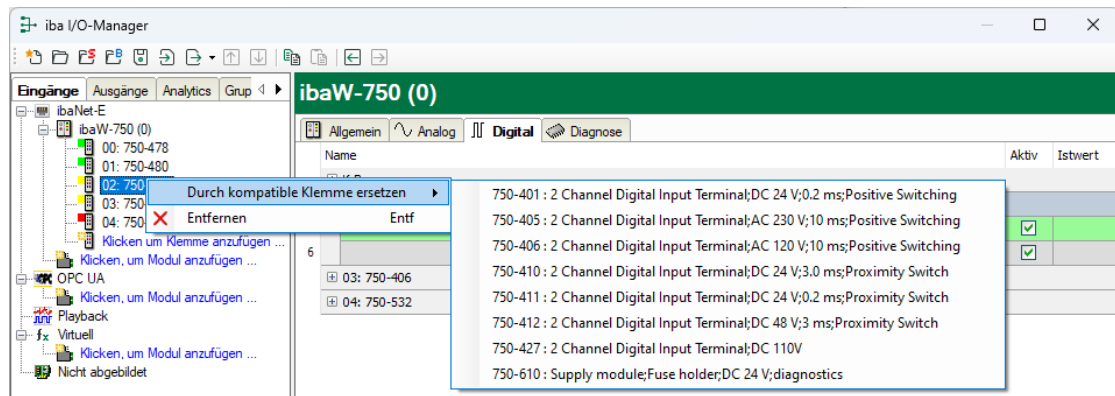 iba I/O-Manager
Eingänge Ausgänge Analytics Grup
ibaNet-E
ibaW-750 (0)
00: 750-478
01: 750-480
02: 750-
03: 750-
04: 750-
Klicken um Klemme anzufügen ...
Klicken, um Modul anzufügen ...
OPC UA
Klicken, um Modul anzufügen ...
Playback
Virtuell
Klicken, um Modul anzufügen ...
Nicht abgebildet
ibaW-750 (0)
Allgemein Analog Digital Diagnose
Name Aktiv Istwert
6
03: 750-406
04: 750-532
Durch kompatible Klemme ersetzen
Entfernen Entf
750-401 : 2 Channel Digital Input Terminal;DC 24 V;0.2 ms;Positive Switching
750-405 : 2 Channel Digital Input Terminal;AC 230 V;10 ms;Positive Switching
750-406 : 2 Channel Digital Input Terminal;AC 120 V;10 ms;Positive Switching
750-410 : 2 Channel Digital Input Terminal;DC 24 V;3.0 ms;Proximity Switch
750-411 : 2 Channel Digital Input Terminal;DC 24 V;0.2 ms;Proximity Switch
750-412 : 2 Channel Digital Input Terminal;DC 48 V;3 ms;Proximity Switch
750-427 : 2 Channel Digital Input Terminal;DC 110V
750-610 : Supply module;Fuse holder;DC 24 V;diagnostics